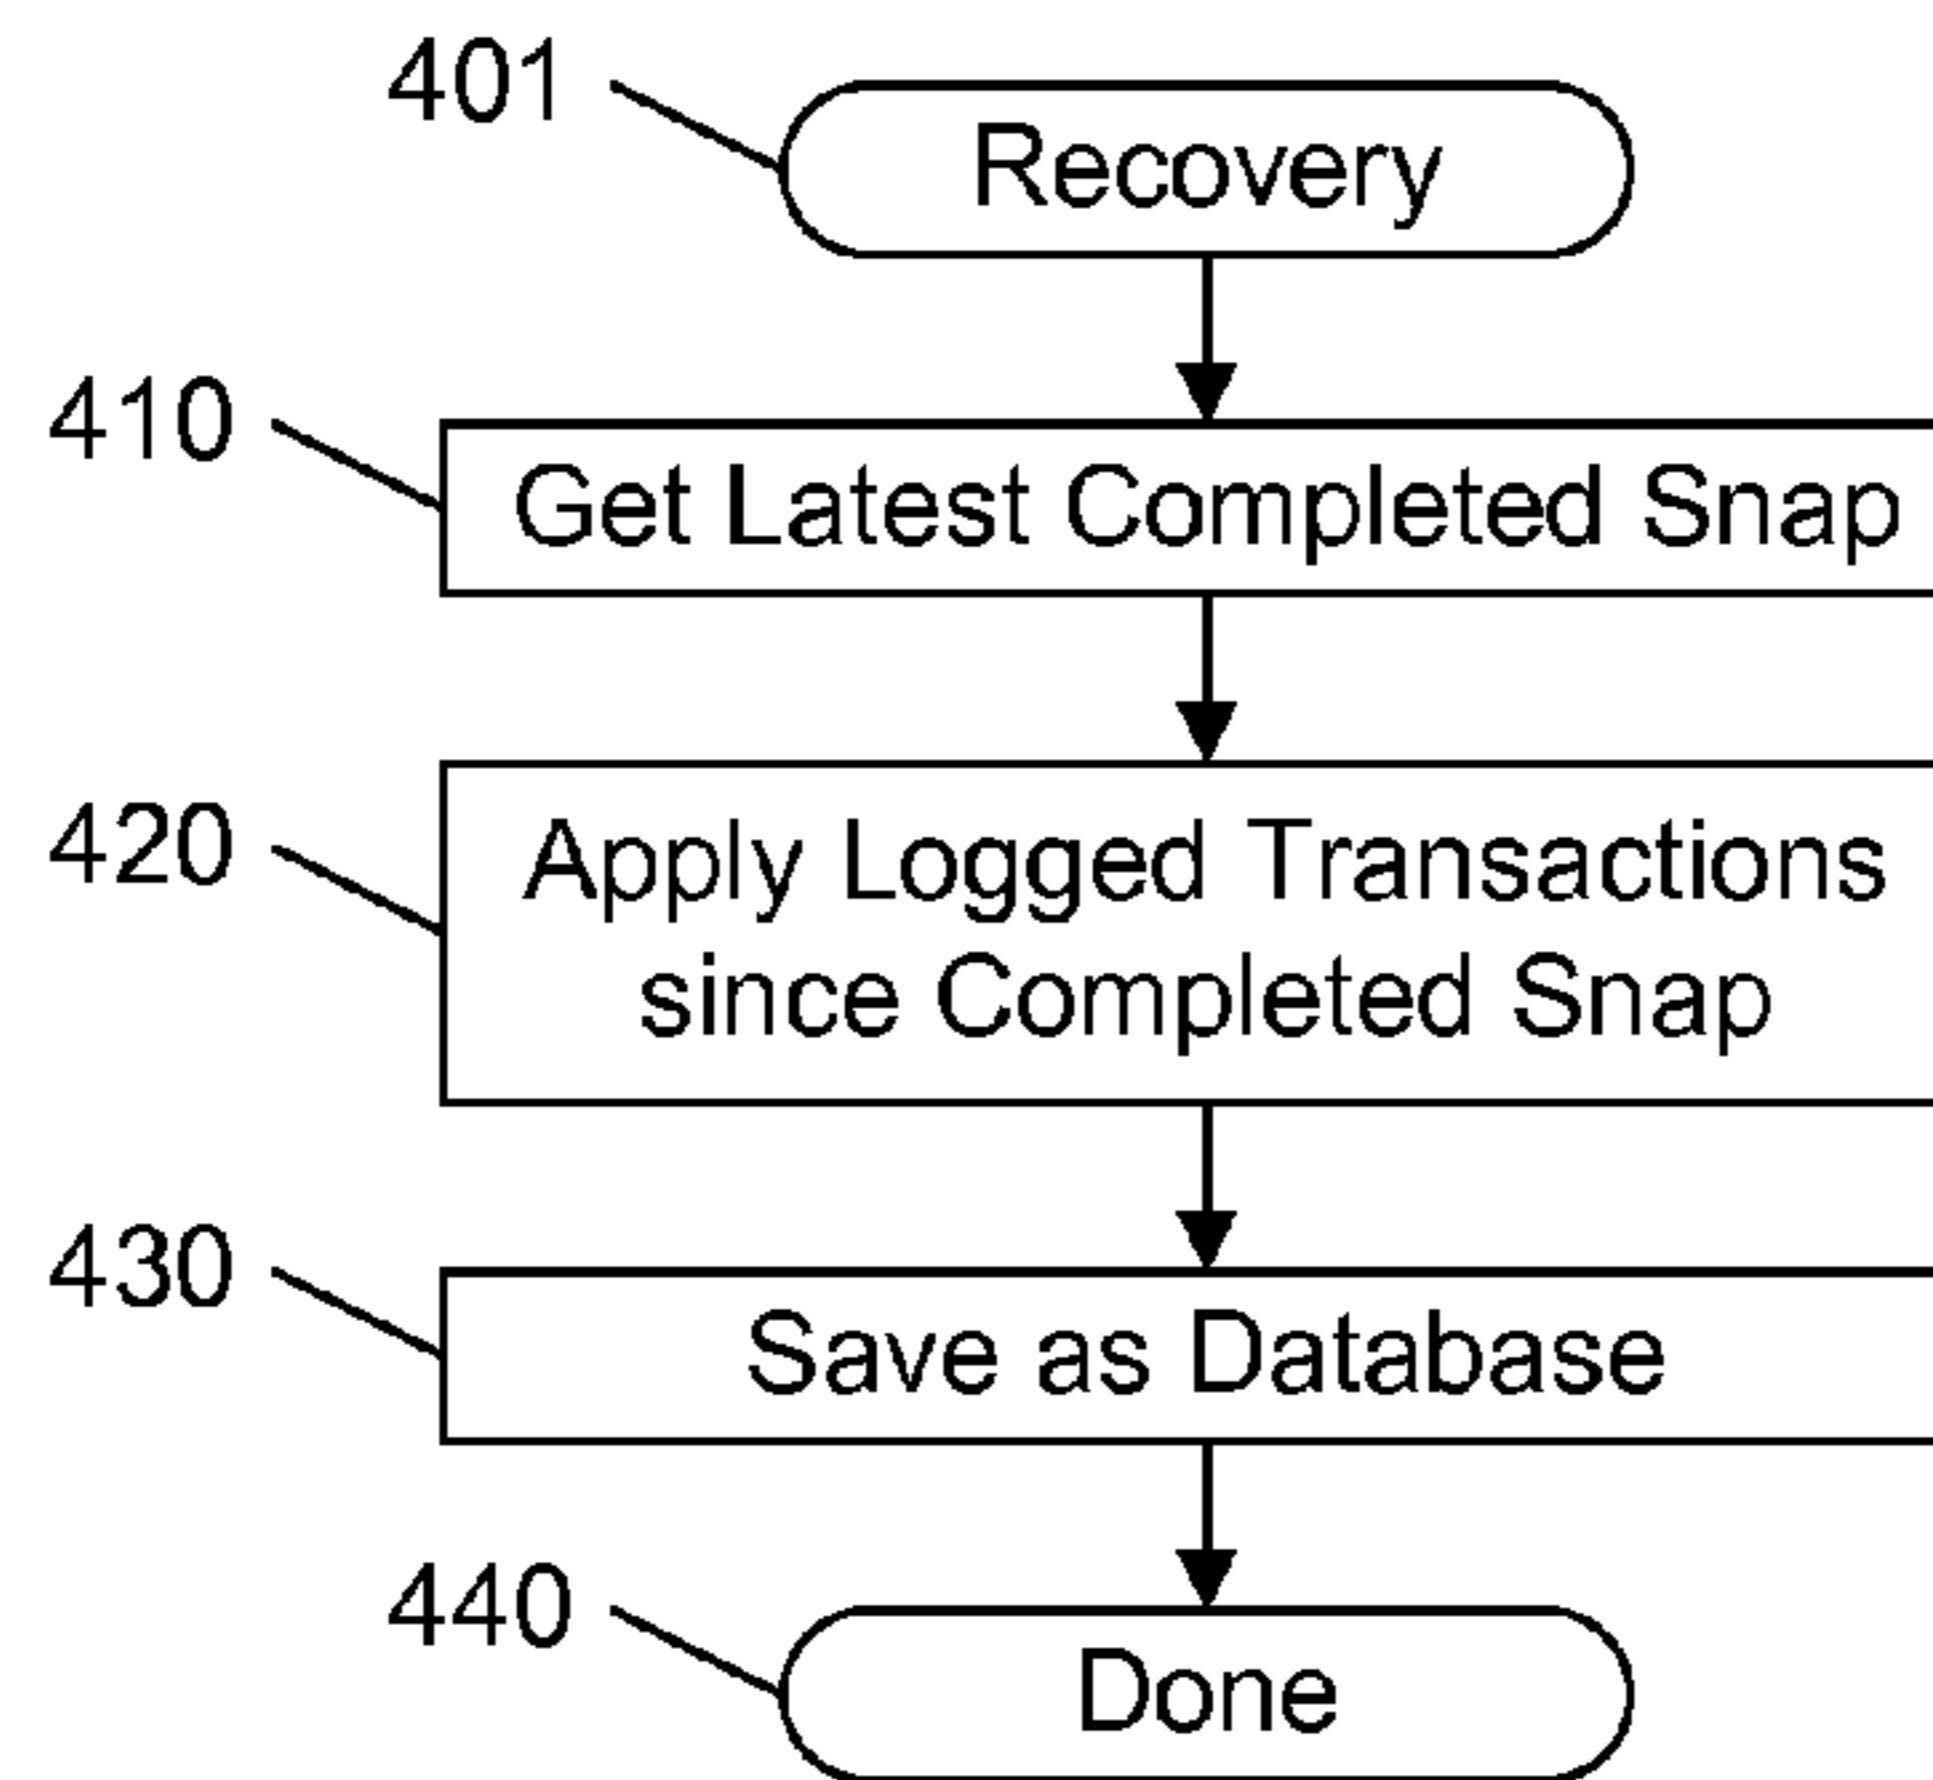 401
Recovery
410
Get Latest Completed Snap
420
Apply Logged Transactions
since Completed Snap
430
Save as Database
440
Done